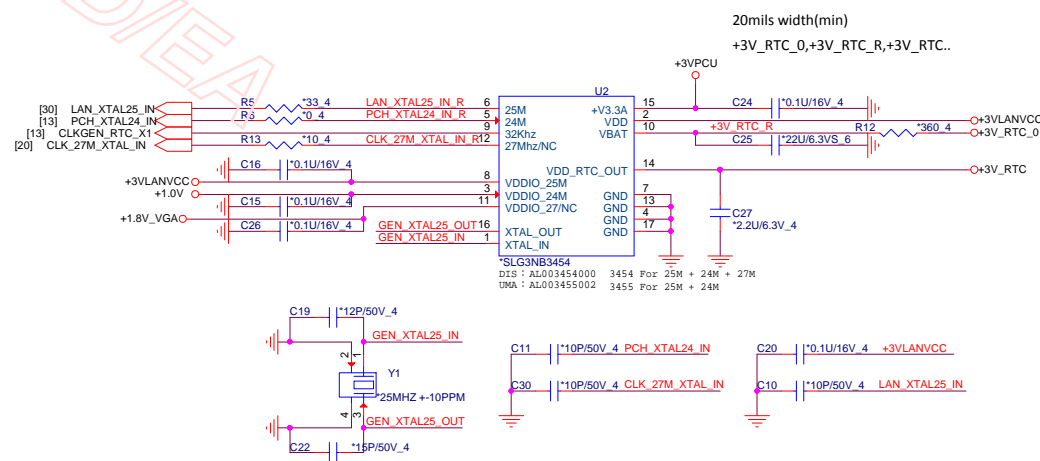 D/EA
20mils width(min)
+3V_RTC_0,+3V_RTC_R,+3V_RTC..
+3VPCU
U2
[30] LAN_XTAL25_IN R5 *33_4 LAN_XTAL25_IN_R 6 25M +V3.3A 15 C24 *0.1U/16V_4
[13] PCH_XTAL24_IN R6 *0_4 PCH_XTAL24_IN_R 5 24M VDD 2 +3VLANVCC
[13] CLKGEN_RTC_X1 9 32Khz VBAT 10 +3V_RTC_R R12 *360_4 +3V_RTC_0
[20] CLK_27M_XTAL_IN R13 *10_4 CLK_27M_XTAL_IN_R 12 27Mhz/NC C25 *22U/6.3VS_6
C16 *0.1U/16V_4 VDD_RTC_OUT 14 +3V_RTC
+3VLANVCC 8 VDDIO_25M
+1.0V 3 VDDIO_24M GND 7
C15 *0.1U/16V_4 11 VDDIO_27/NC GND 13
+1.8V_VGA GND 4
C26 *0.1U/16V_4 GEN_XTAL25_OUT 16 XTAL_OUT GND 17
GEN_XTAL25_IN 1 XTAL_IN
C27
*2.2U/6.3V_4
*SLG3NB3454
DIS : AL003454000 3454 For 25M + 24M + 27M
UMA : AL003455002 3455 For 25M + 24M
C19 *12P/50V_4
GEN_XTAL25_IN
2 1
Y1
*25MHZ +-10PPM
4 3
GEN_XTAL25_OUT
C22 *15P/50V_4
C11 *10P/50V_4 PCH_XTAL24_IN
C30 *10P/50V_4 CLK_27M_XTAL_IN
C20 *0.1U/16V_4 +3VLANVCC
C10 *10P/50V_4 LAN_XTAL25_IN